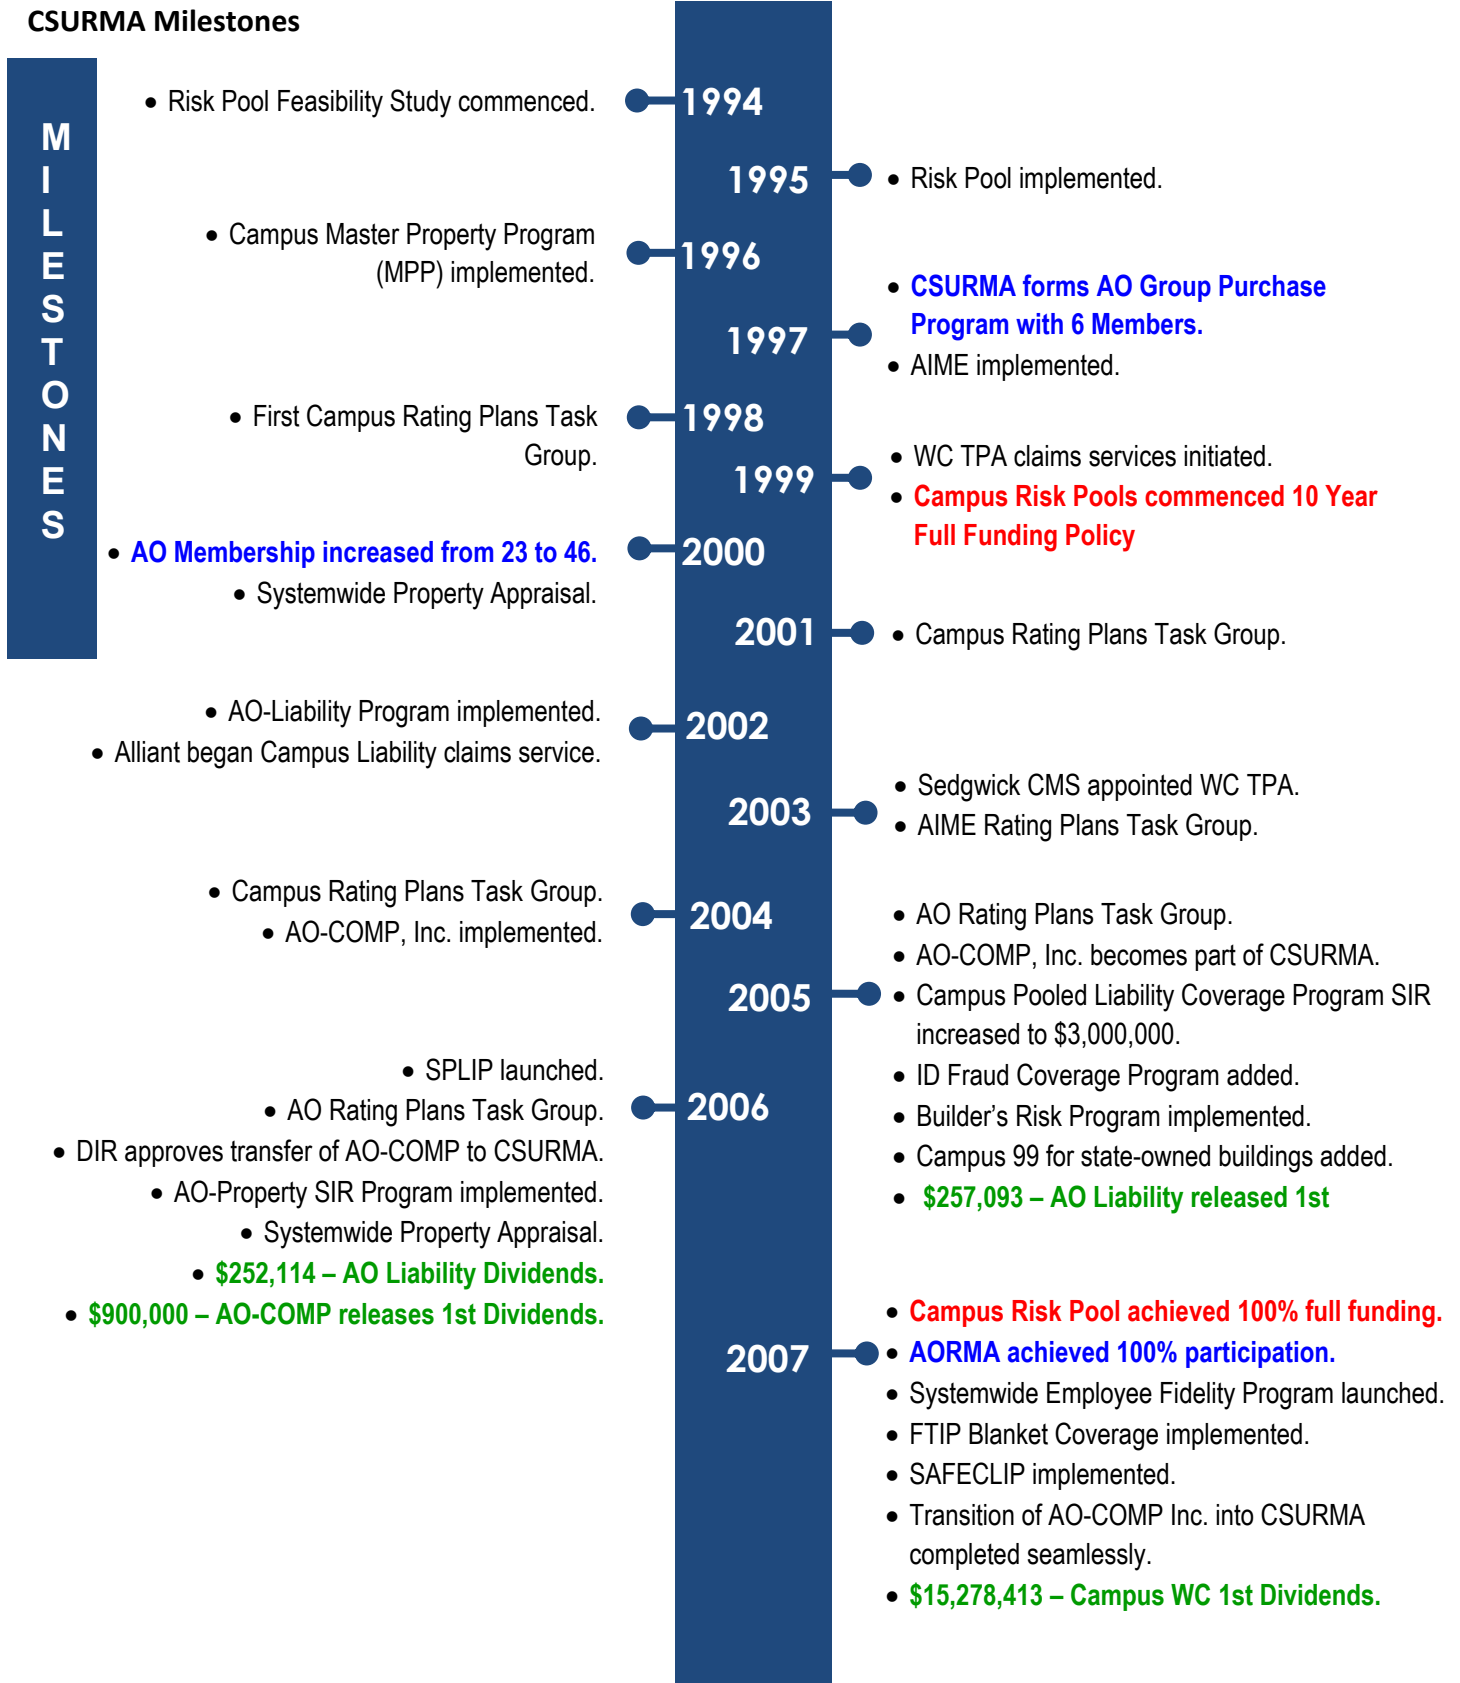 CSURMA Milestones
M
I
L
E
S
T
O
N
E
S
• Risk Pool Feasibility Study commenced.
1994
1995
• Risk Pool implemented.
• Campus Master Property Program
(MPP) implemented.
1996
• CSURMA forms AO Group Purchase
Program with 6 Members.
• AIME implemented.
1997
• First Campus Rating Plans Task
Group.
1998
1999
• WC TPA claims services initiated.
• Campus Risk Pools commenced 10 Year
Full Funding Policy
• AO Membership increased from 23 to 46.
• Systemwide Property Appraisal.
2000
2001
• Campus Rating Plans Task Group.
• AO-Liability Program implemented.
• Alliant began Campus Liability claims service.
2002
2003
• Sedgwick CMS appointed WC TPA.
• AIME Rating Plans Task Group.
• Campus Rating Plans Task Group.
• AO-COMP, Inc. implemented.
2004
2005
• AO Rating Plans Task Group.
• AO-COMP, Inc. becomes part of CSURMA.
• Campus Pooled Liability Coverage Program SIR
increased to $3,000,000.
• ID Fraud Coverage Program added.
• Builder’s Risk Program implemented.
• Campus 99 for state-owned buildings added.
• $257,093 – AO Liability released 1st
• SPLIP launched.
• AO Rating Plans Task Group.
• DIR approves transfer of AO-COMP to CSURMA.
• AO-Property SIR Program implemented.
• Systemwide Property Appraisal.
• $252,114 – AO Liability Dividends.
• $900,000 – AO-COMP releases 1st Dividends.
2006
2007
• Campus Risk Pool achieved 100% full funding.
• AORMA achieved 100% participation.
• Systemwide Employee Fidelity Program launched.
• FTIP Blanket Coverage implemented.
• SAFECLIP implemented.
• Transition of AO-COMP Inc. into CSURMA
completed seamlessly.
• $15,278,413 – Campus WC 1st Dividends.